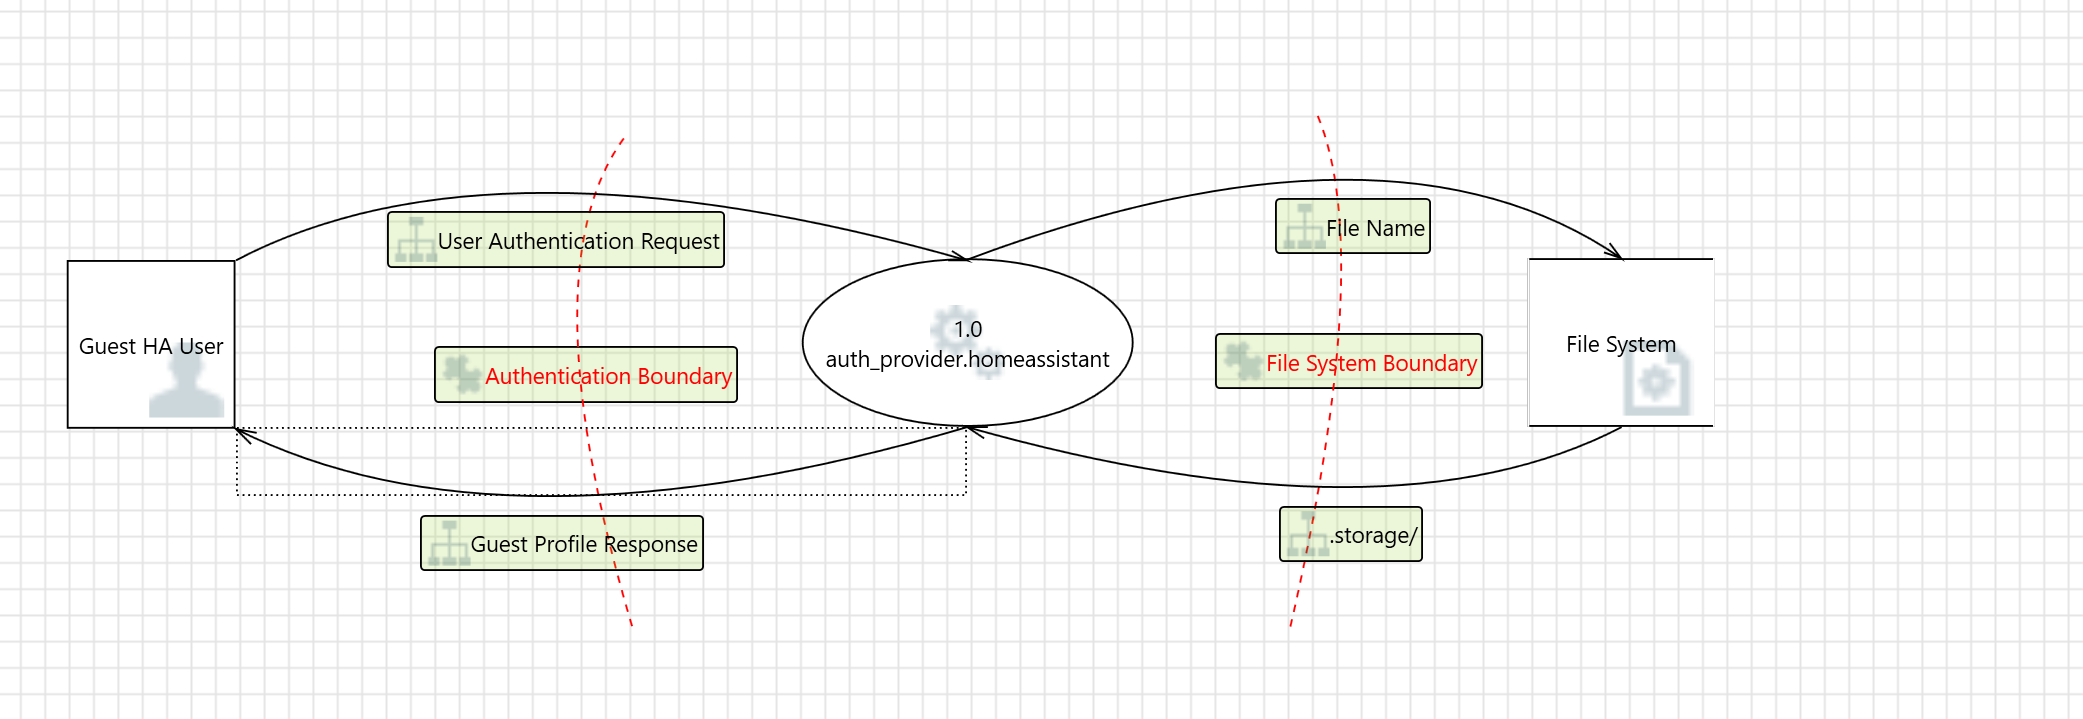 User Authentication Request
File Name
Guest HA User
1.0
auth_provider.homeassistant
File System
Authentication Boundary
File System Boundary
Guest Profile Response
.storage/